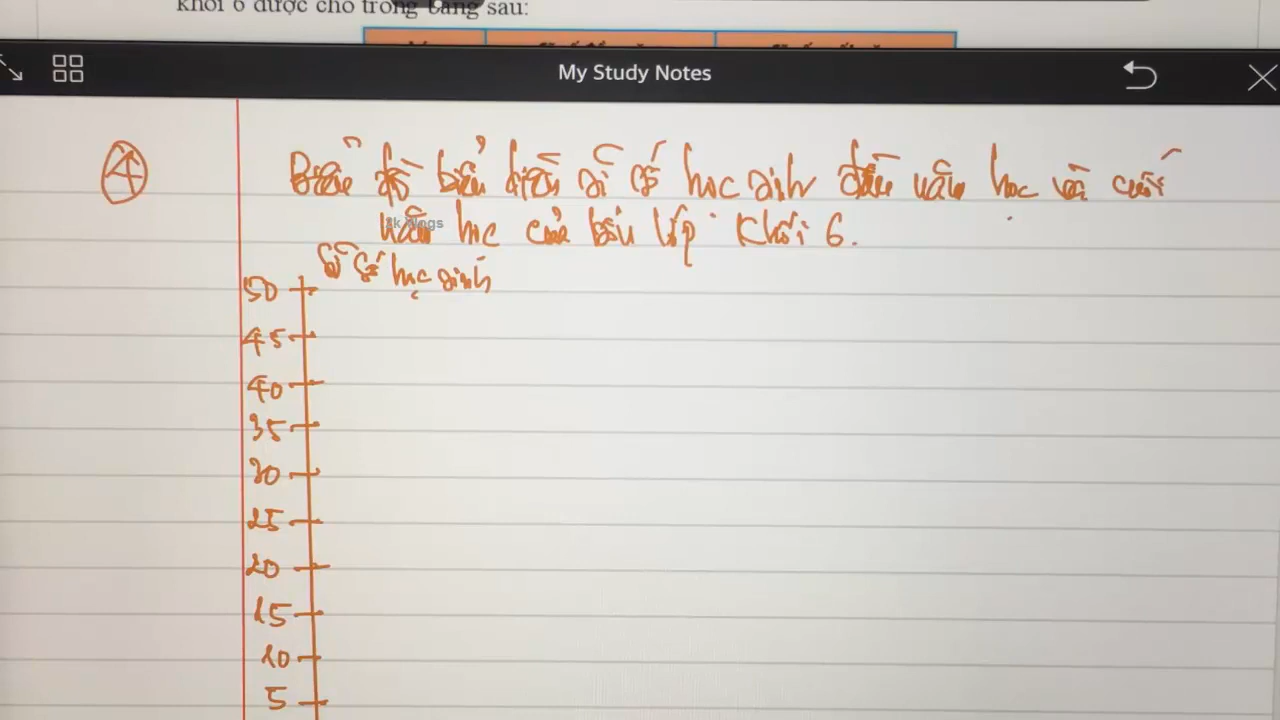 khối 6 được cho trong bảng sau:
My Study Notes
4 Biểu đồ biểu diễn sĩ số học sinh đầu năm học và cuối
năm học của bốn lớp khối 6.
Sĩ số học sinh
50
45
40
35
30
25
20
15
10
5